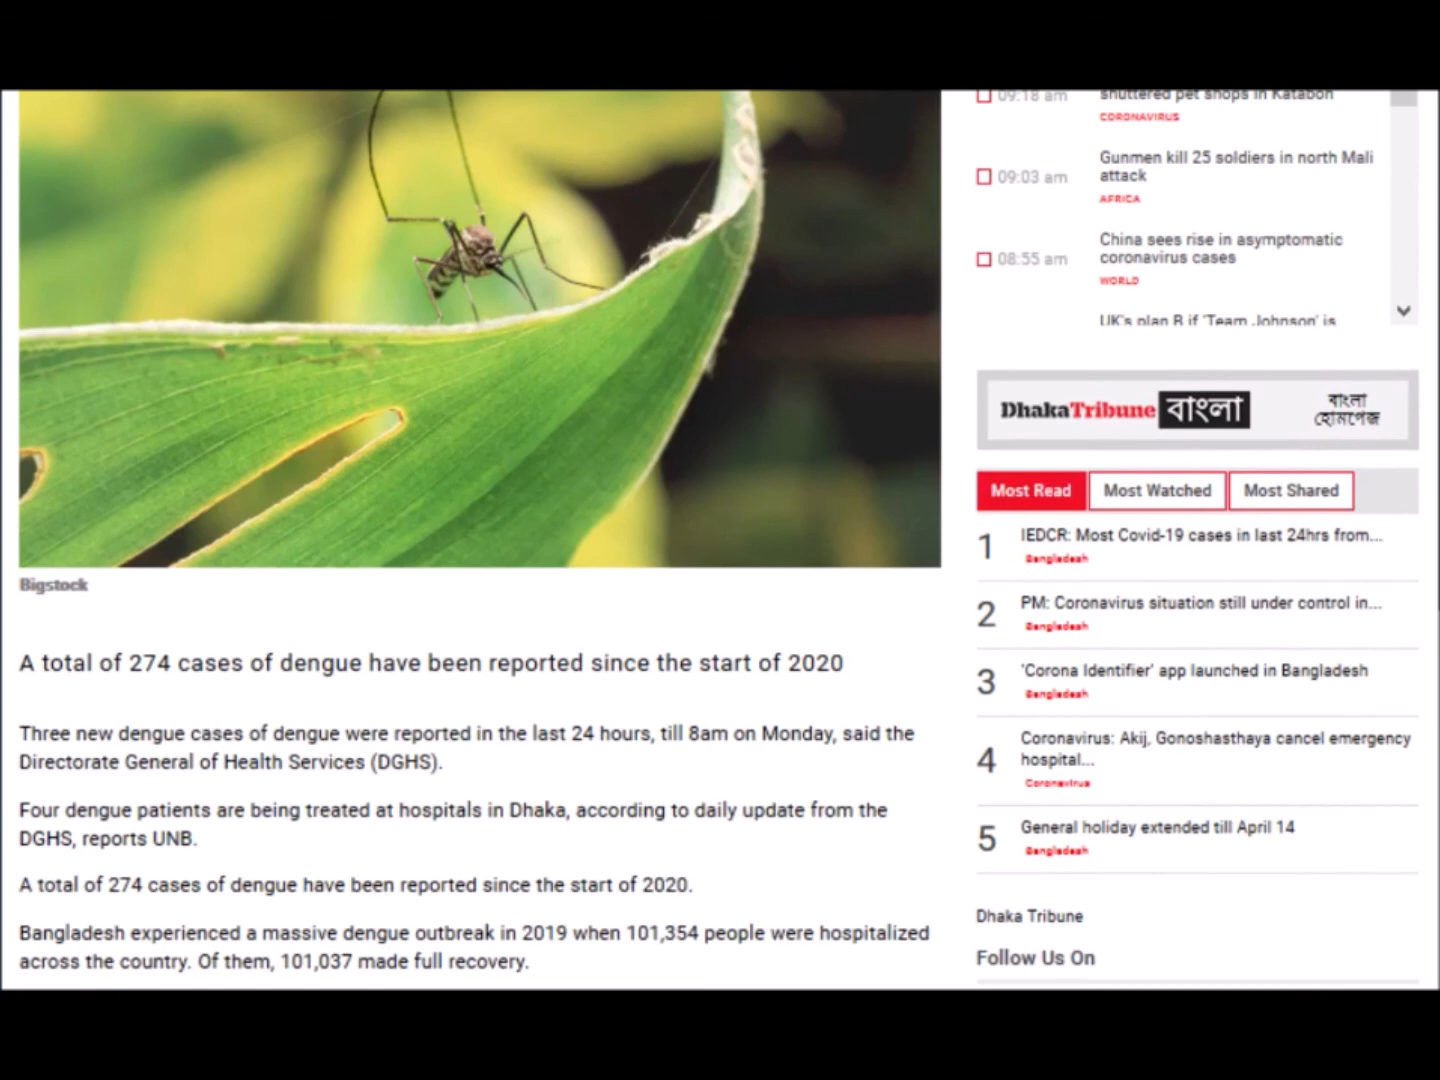 Bigstock
A total of 274 cases of dengue have been reported since the start of 2020
Three new dengue cases of dengue were reported in the last 24 hours, till 8am on Monday, said the
Directorate General of Health Services (DGHS).
Four dengue patients are being treated at hospitals in Dhaka, according to daily update from the
DGHS, reports UNB.
A total of 274 cases of dengue have been reported since the start of 2020.
Bangladesh experienced a massive dengue outbreak in 2019 when 101,354 people were hospitalized
across the country. Of them, 101,037 made full recovery.
09:18 am
shuttered pet shops in Katabon
CORONAVIRUS
09:03 am
Gunmen kill 25 soldiers in north Mali
attack
AFRICA
08:55 am
China sees rise in asymptomatic
coronavirus cases
WORLD
UK's plan B if 'Team Johnson' is
DhakaTribune বাংলা
বাংলা
হোমপেজ
Most Read Most Watched Most Shared
1 IEDCR: Most Covid-19 cases in last 24hrs from...
Bangladesh
2 PM: Coronavirus situation still under control in...
Bangladesh
3 'Corona Identifier' app launched in Bangladesh
Bangladesh
4 Coronavirus: Akij, Gonoshasthaya cancel emergency
hospital...
Coronavirus
5 General holiday extended till April 14
Bangladesh
Dhaka Tribune
Follow Us On